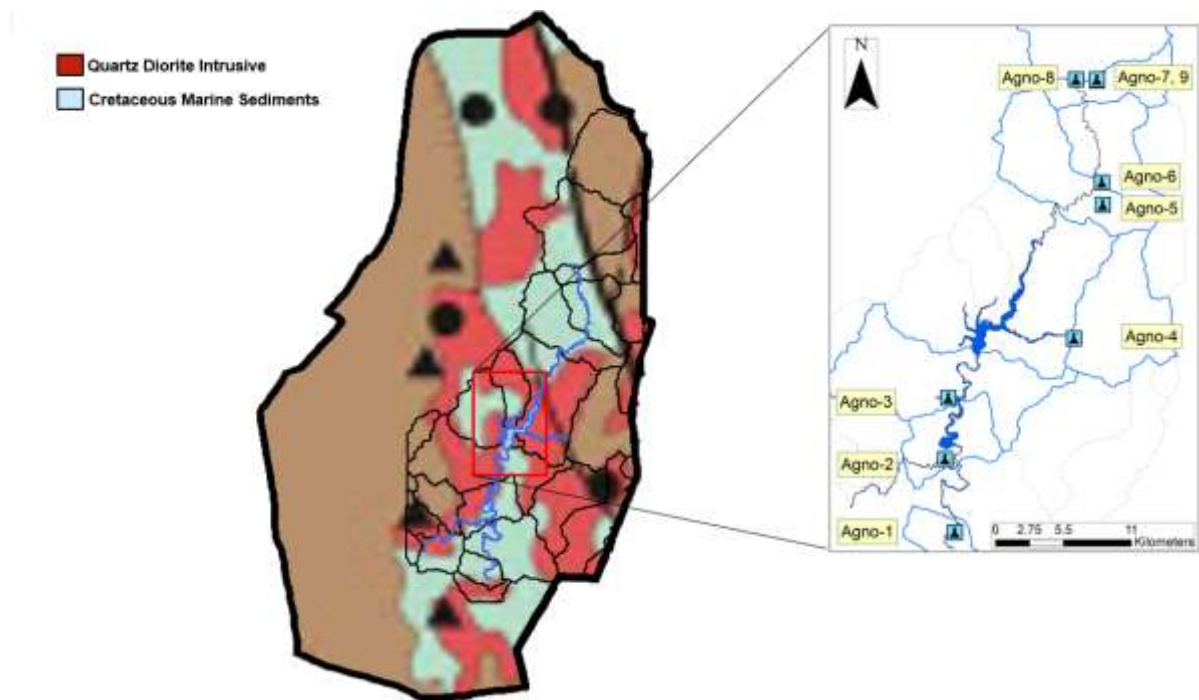 Quartz Diorite Intrusive
Cretaceous Marine Sediments
N
Agno-8
Agno-7, 9
Agno-6
Agno-5
Agno-4
Agno-3
Agno-2
Agno-1
0 2.75 5.5 11
Kilometers